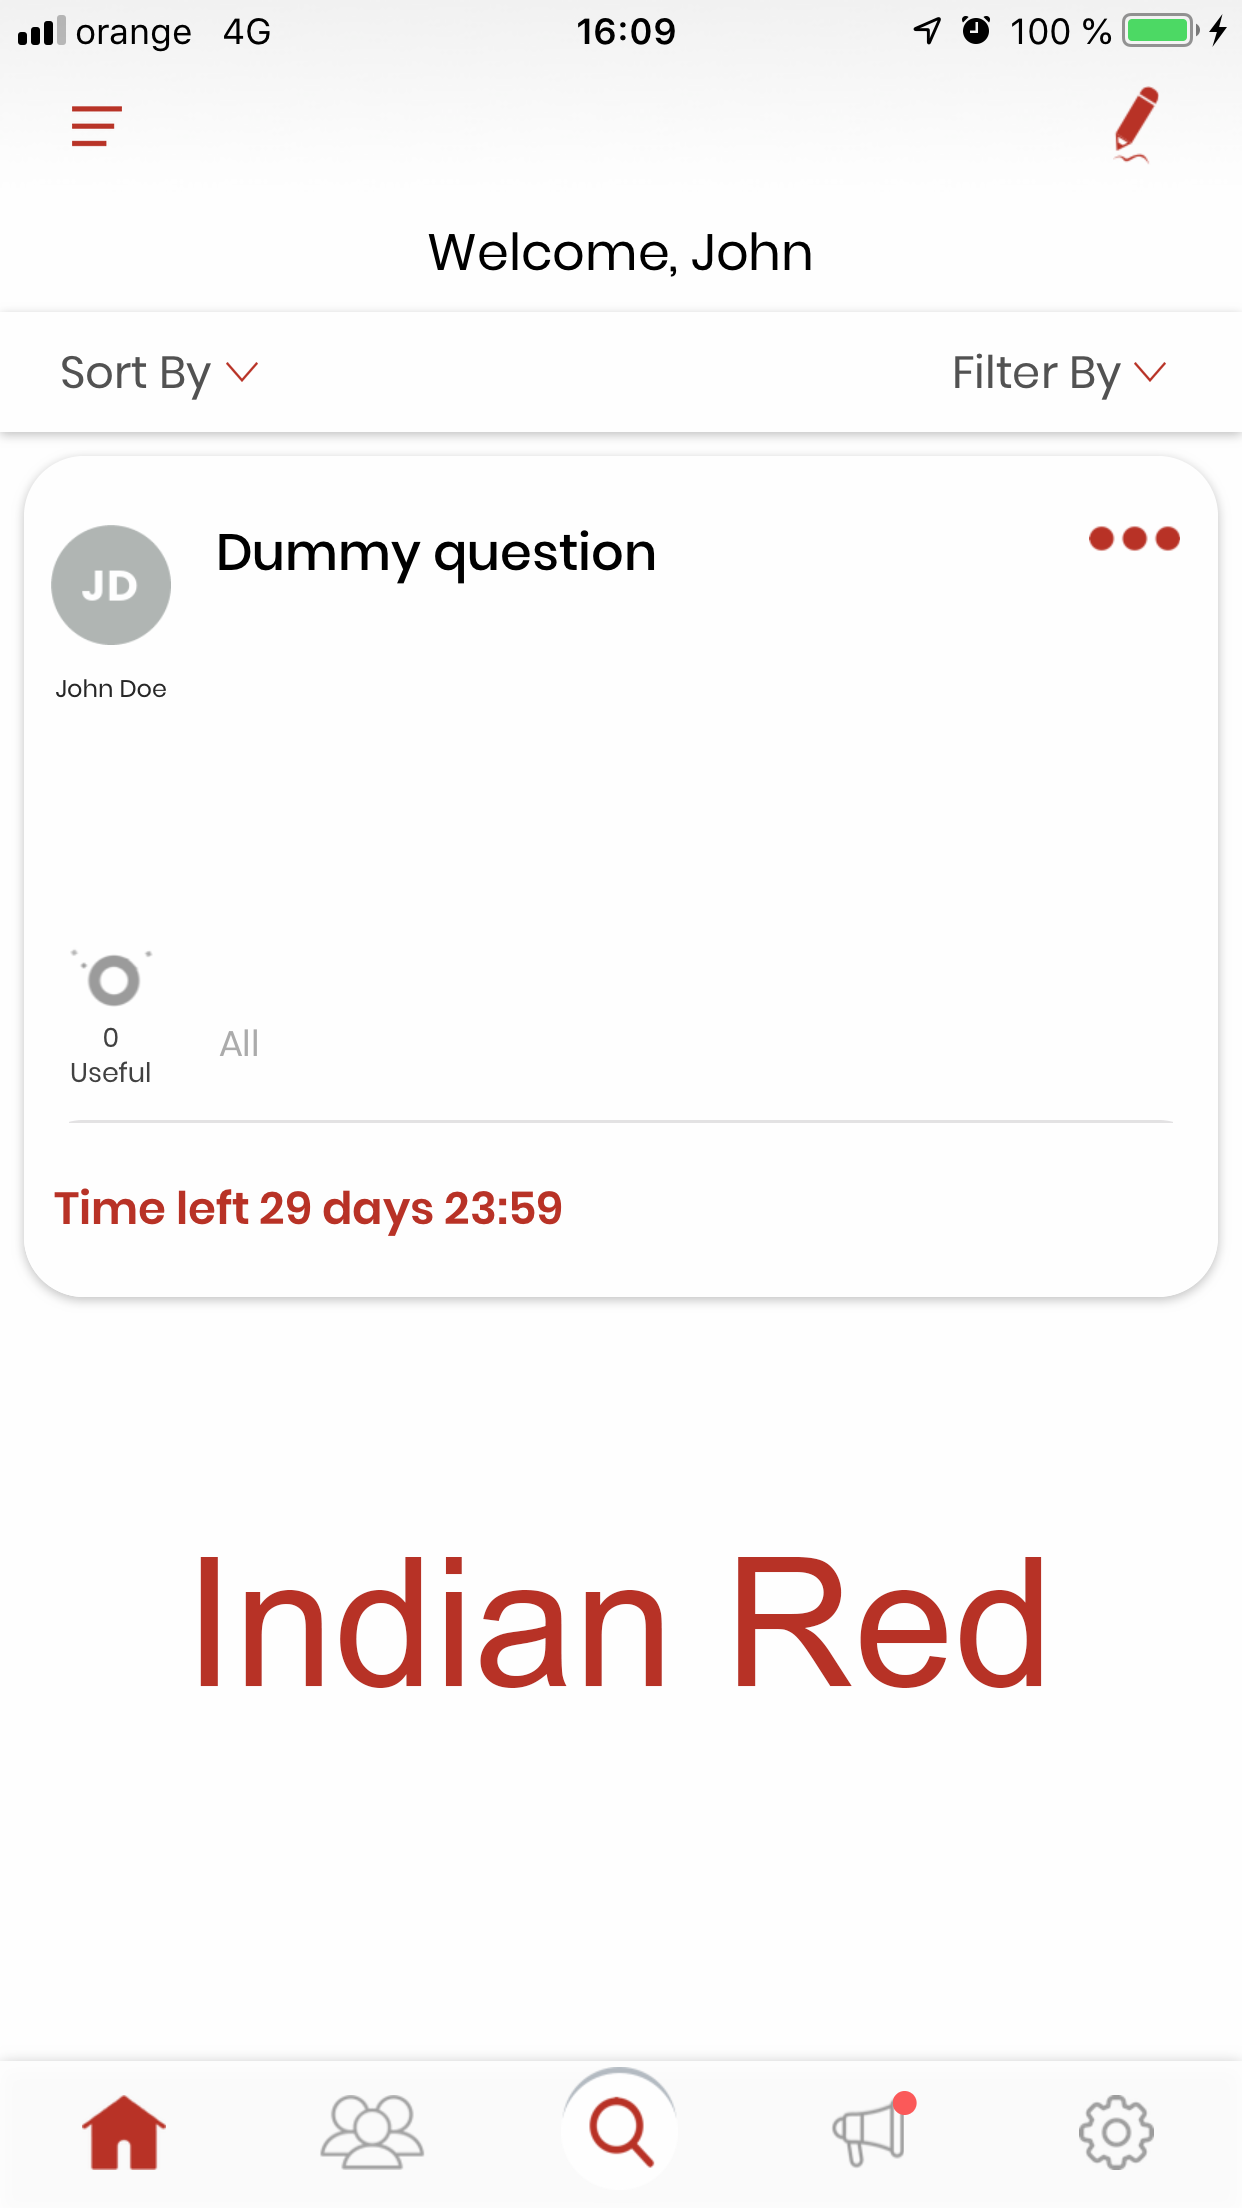 orange 4G 16:09 100 %
Welcome, John
Sort By Filter By
Dummy question
JD
John Doe
0
Useful
All
Time left 29 days 23:59
Indian Red